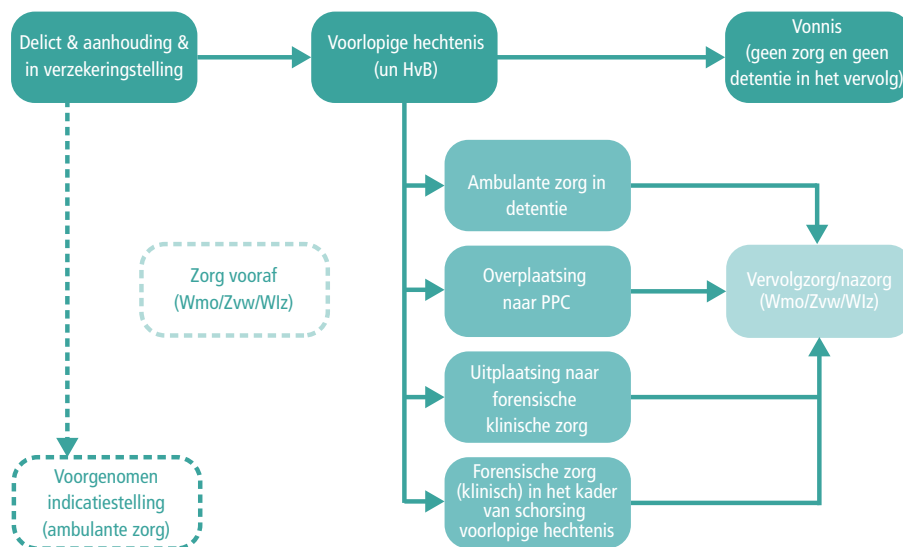 Delict & aanhouding &
in verzekeringstelling
Voorlopige hechtenis
(un HvB)
Vonnis
(geen zorg en geen
detentie in het vervolg)
Ambulante zorg in
detentie
Zorg vooraf
(Wmo/Zvw/Wlz)
Overplaatsing
naar PPC
Vervolgzorg/nazorg
(Wmo/Zvw/Wlz)
Uitplaatsing naar
forensische
klinische zorg
Voorgenomen
indicatiestelling
(ambulante zorg)
Forensische zorg
(klinisch) in het kader
van schorsing
voorlopige hechtenis